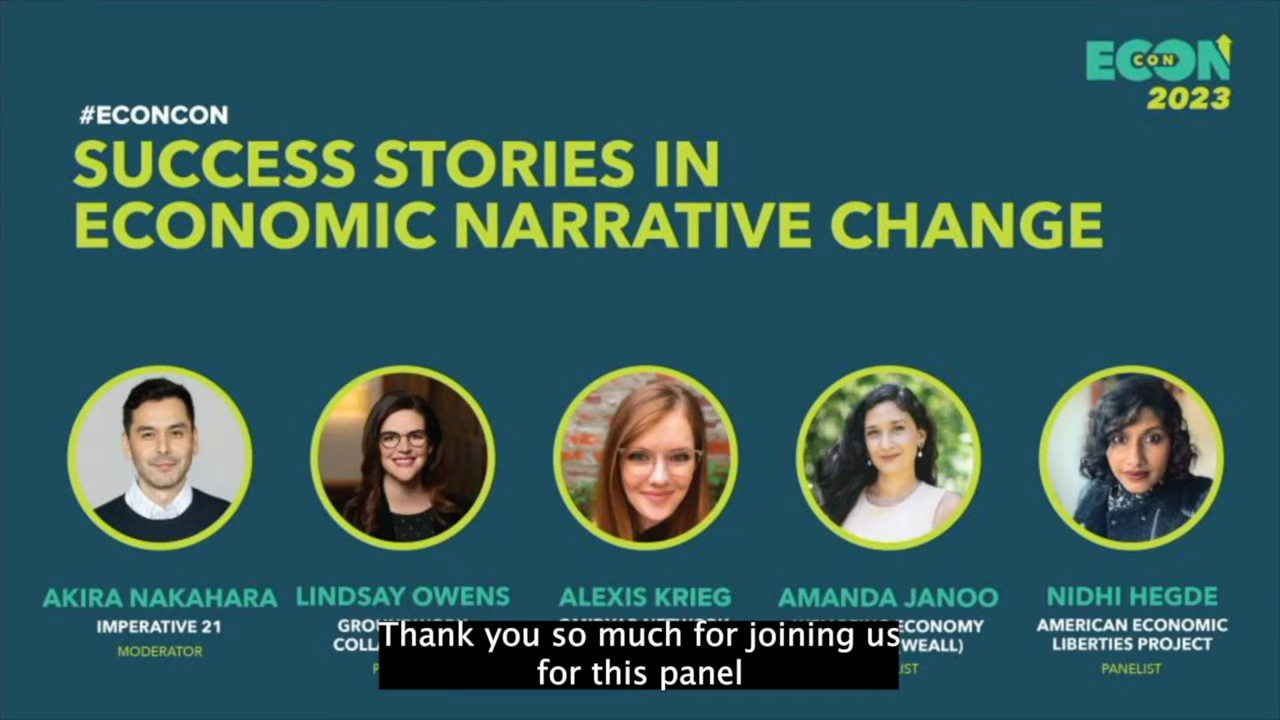 ECON
CON
2023
#ECONCON
SUCCESS STORIES IN
ECONOMIC NARRATIVE CHANGE
AKIRA NAKAHARA
IMPERATIVE 21
MODERATOR
LINDSAY OWENS
ALEXIS KRIEG
AMANDA JANOO
ECONOMY
(WEALL)
NIDHI HEGDE
AMERICAN ECONOMIC
LIBERTIES PROJECT
PANELIST
Thank you so much for joining us
for this panel